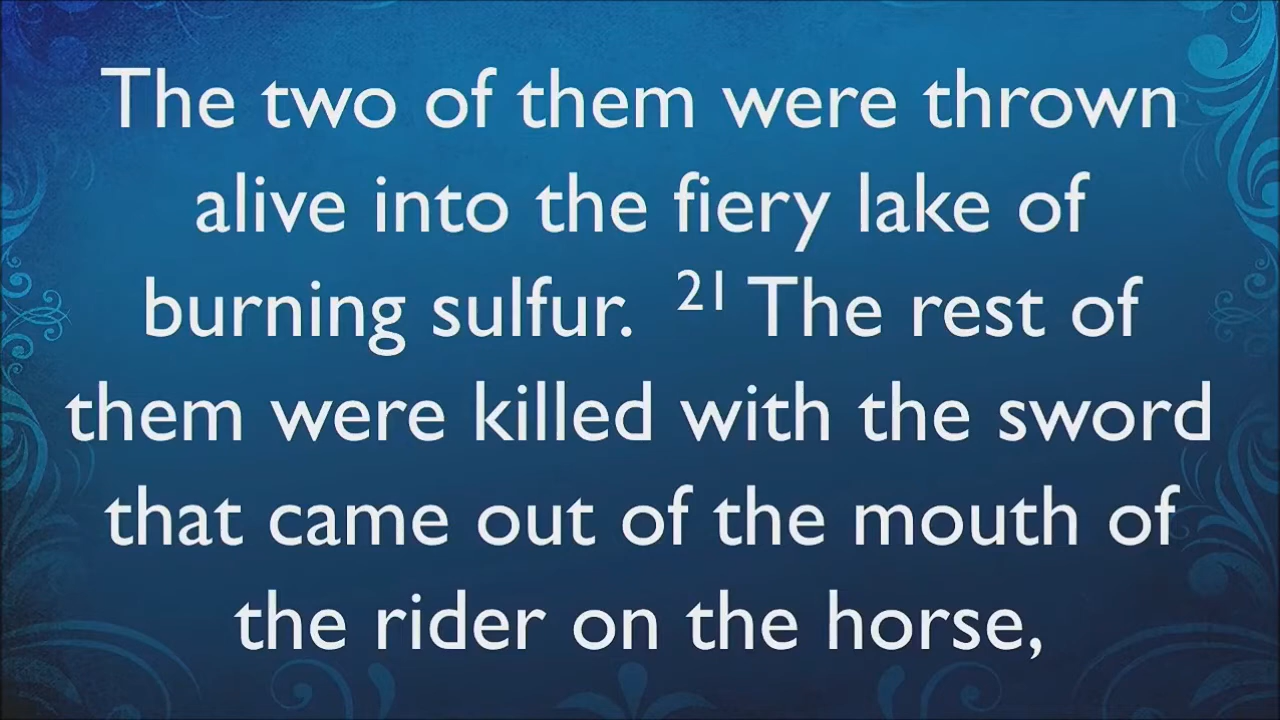 The two of them were thrown
alive into the fiery lake of
burning sulfur. 21 The rest of
them were killed with the sword
that came out of the mouth of
the rider on the horse,